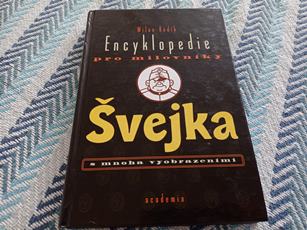 Milan Hodík
Encyklopedie
pro milovníky
Švejka
s mnoha vyobrazeními
academia